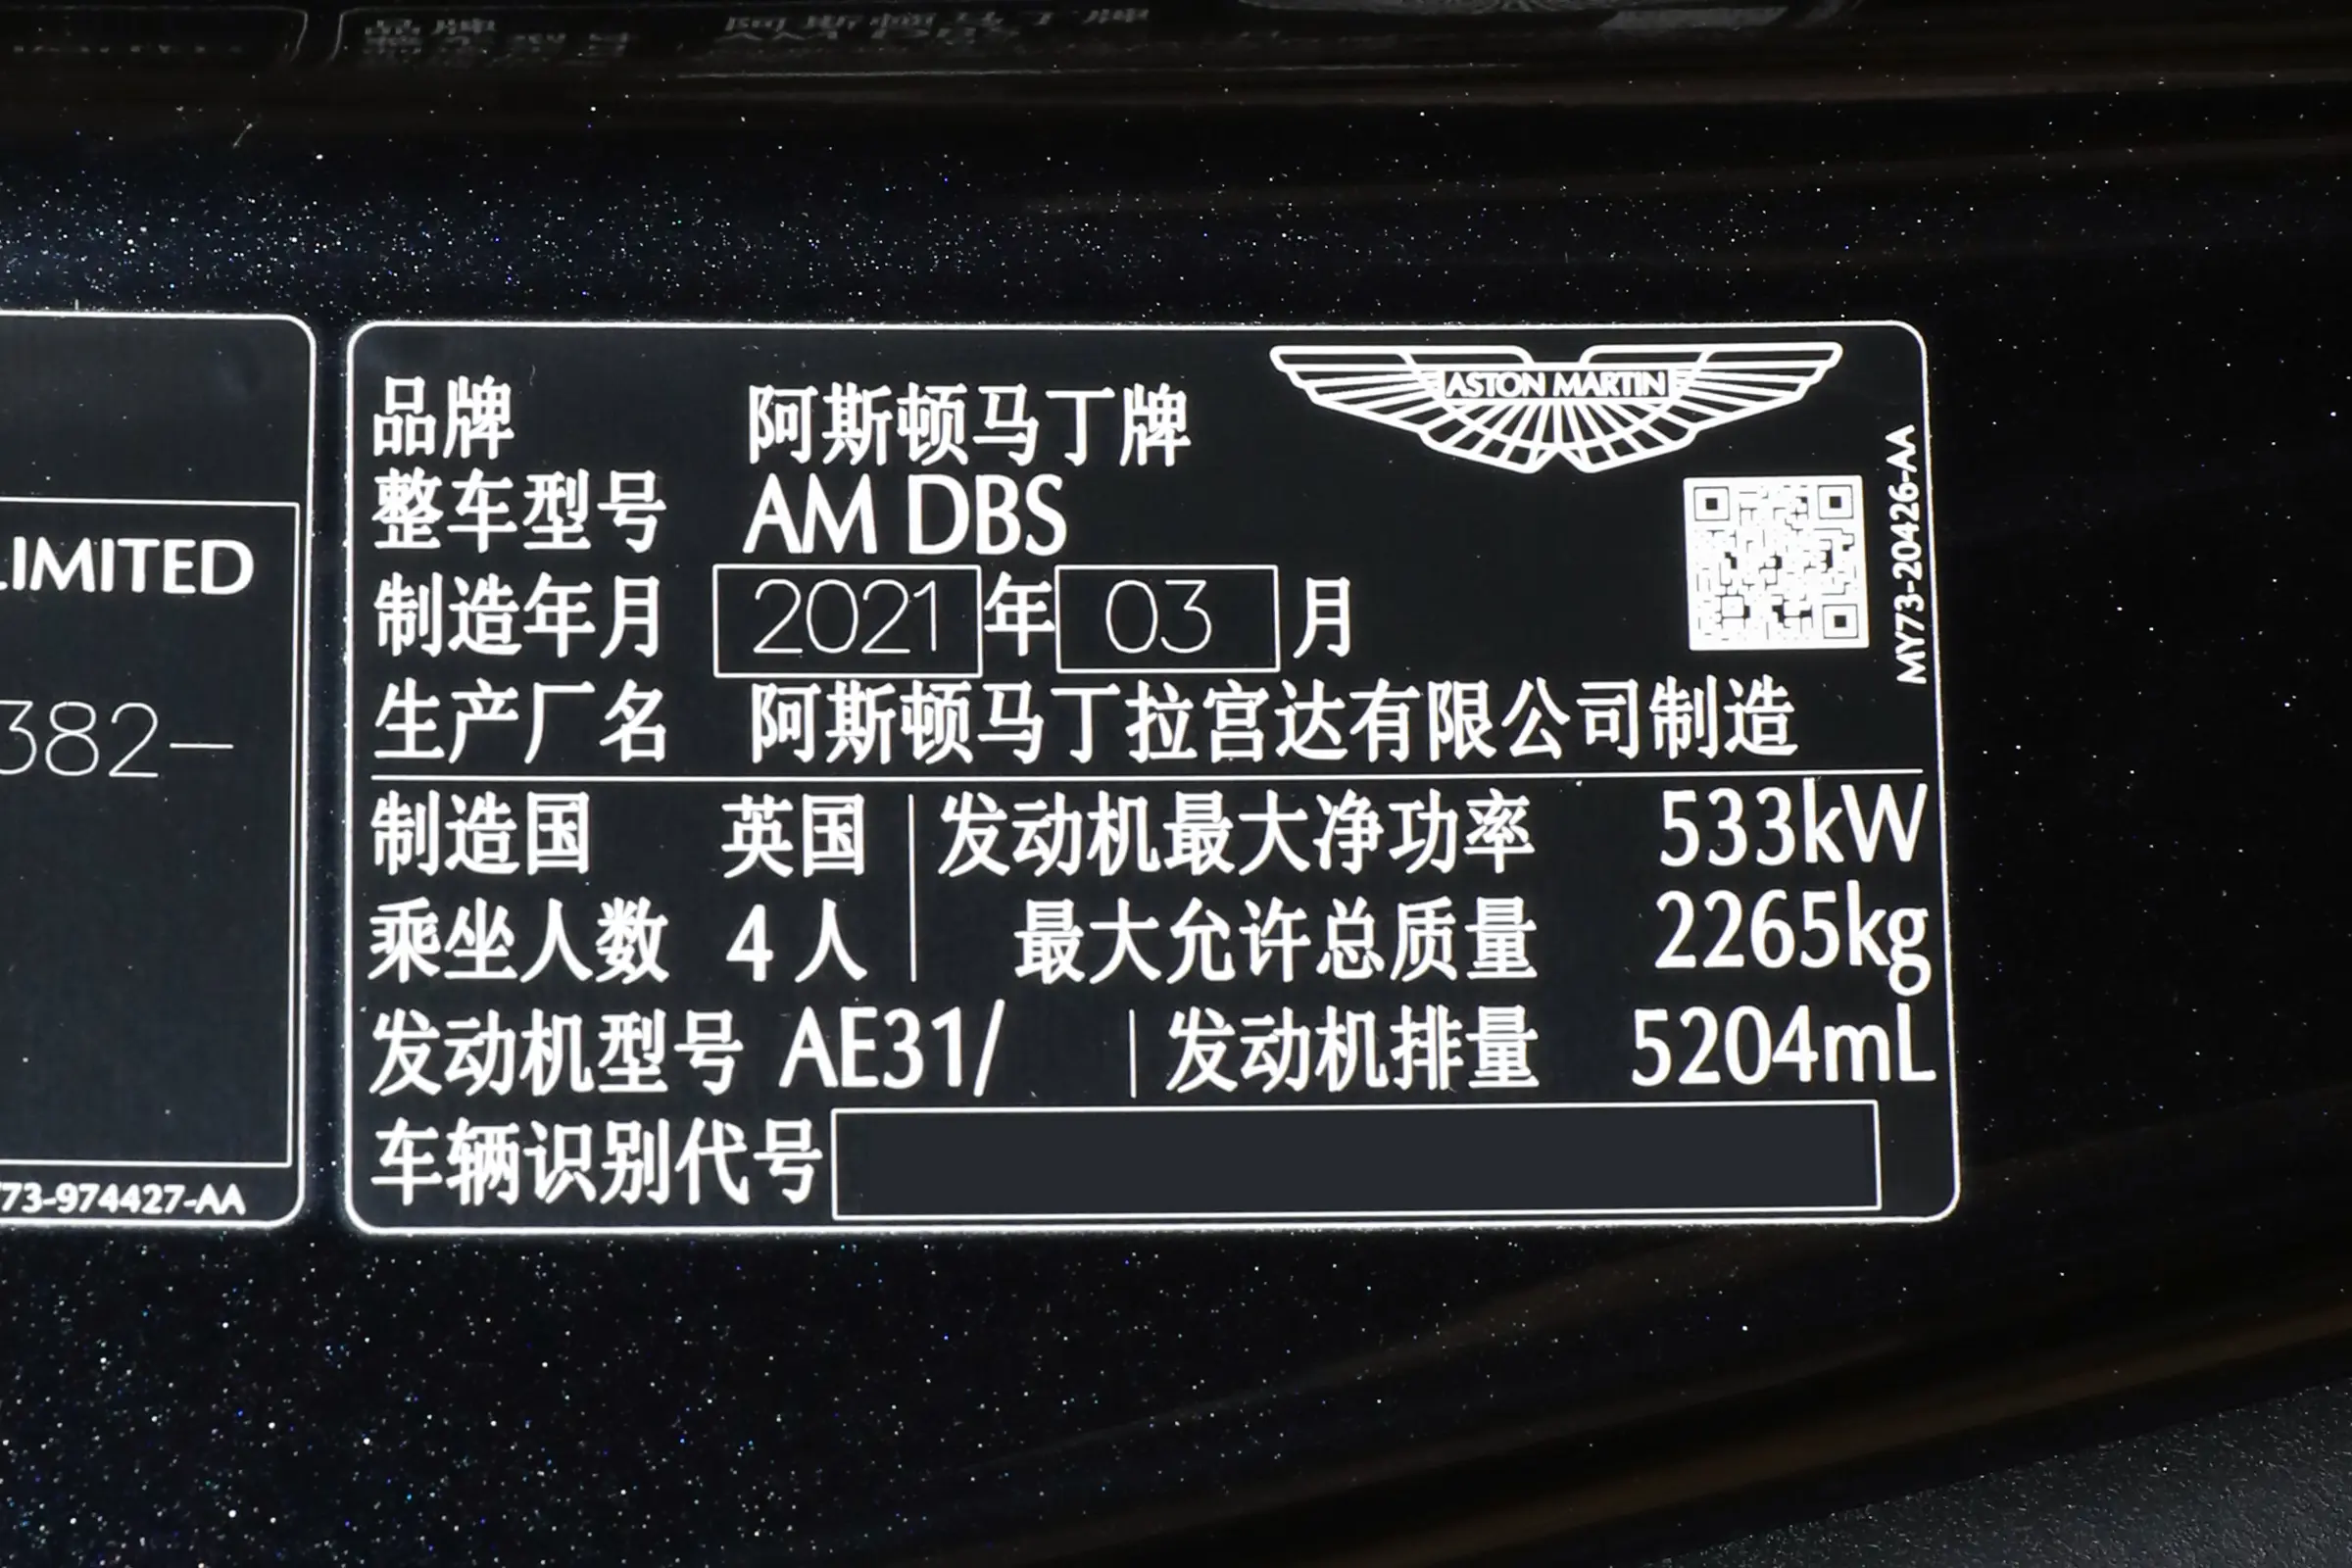 LIMITED
382-
73-974427-AA
ASTON MARTIN
品牌 阿斯顿马丁牌
整车型号 AM DBS
制造年月 2021 年 03 月
生产厂名 阿斯顿马丁拉宫达有限公司制造
MY73-20426-AA
制造国 英国 发动机最大净功率 533kW
乘坐人数 4人 最大允许总质量 2265kg
发动机型号 AE31/ 发动机排量 5204mL
车辆识别代号